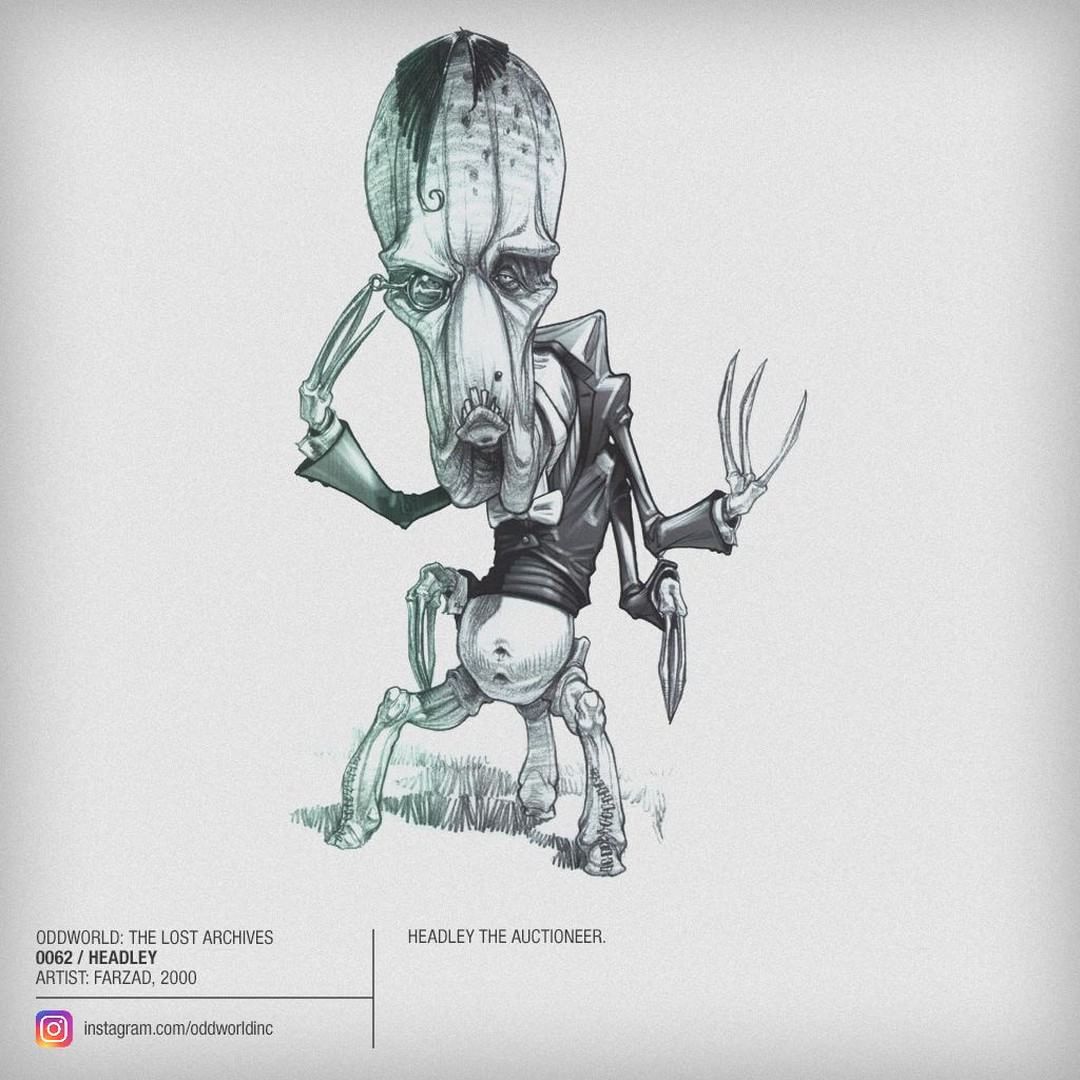 ODDWORLD: THE LOST ARCHIVES
0062 / HEADLEY
ARTIST: FARZAD, 2000
instagram.com/oddworldinc
HEADLEY THE AUCTIONEER.